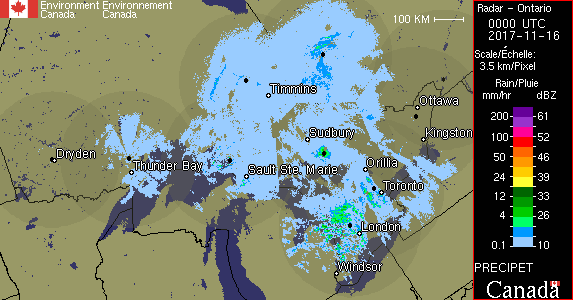 Environment Environnement
Canada Canada
100 KM
Timmins
Ottawa
Sudbury
Kingston
Dryden
Thunder Bay
Sault Ste. Marie
Orillia
Toronto
London
Windsor
Radar - Ontario
0000 UTC
2017-11-16
Scale/Échelle:
3.5 km/Pixel
Rain/Pluie
mm/hr dBZ
200 61
100 52
50 46
24 39
12 33
4 26
0.1 10
PRECIPET
Canada